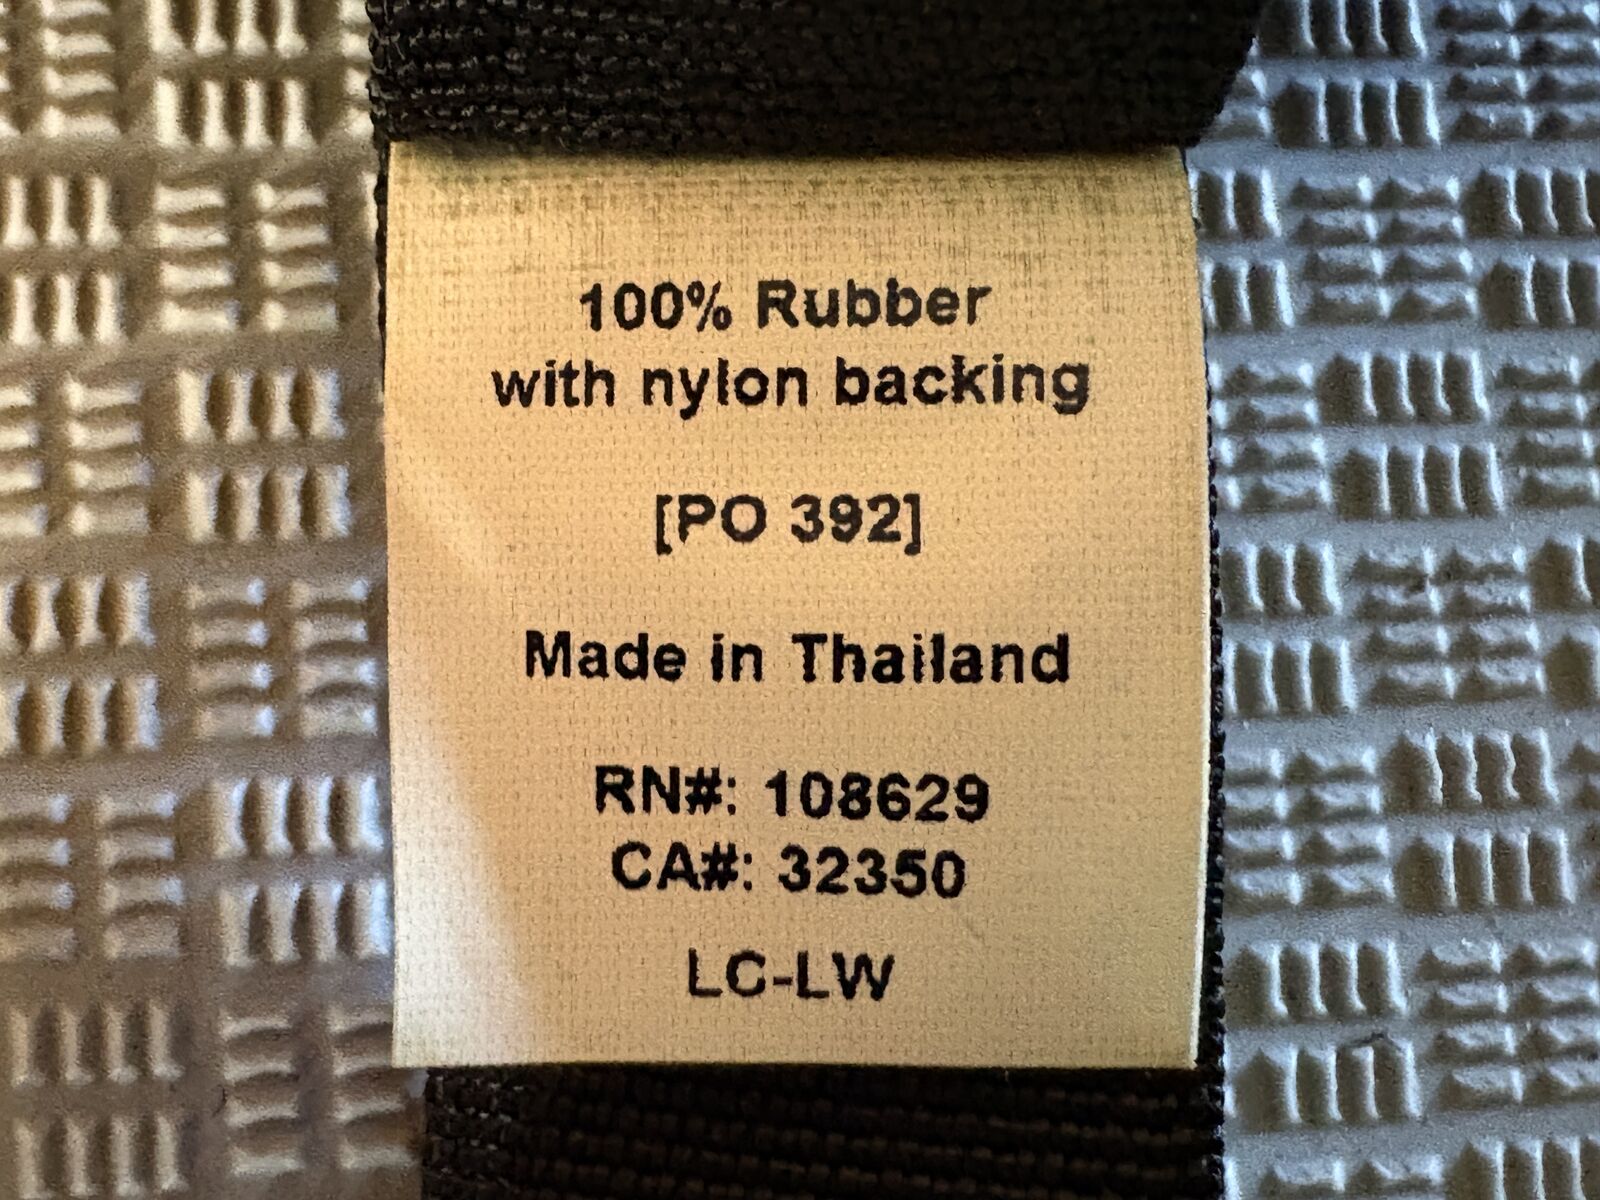 100% Rubber
with nylon backing
[PO 392]
Made in Thailand
RN#: 108629
CA#: 32350
LC-LW